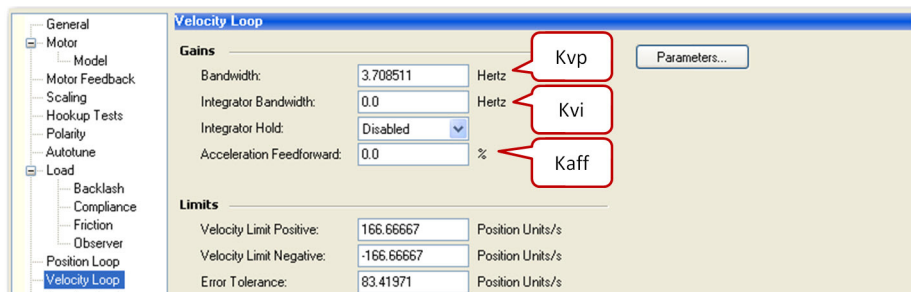 General
Motor
Model
Motor Feedback
Scaling
Hookup Tests
Polarity
Autotune
Load
Backlash
Compliance
Friction
Observer
Position Loop
Velocity Loop
Velocity Loop
Gains
Parameters...
Bandwidth: 3.708511 Hertz Kvp
Integrator Bandwidth: 0.0 Hertz Kvi
Integrator Hold: Disabled
Acceleration Feedforward: 0.0 % Kaff
Limits
Velocity Limit Positive: 166.66667 Position Units/s
Velocity Limit Negative: -166.66667 Position Units/s
Error Tolerance: 83.41971 Position Units/s